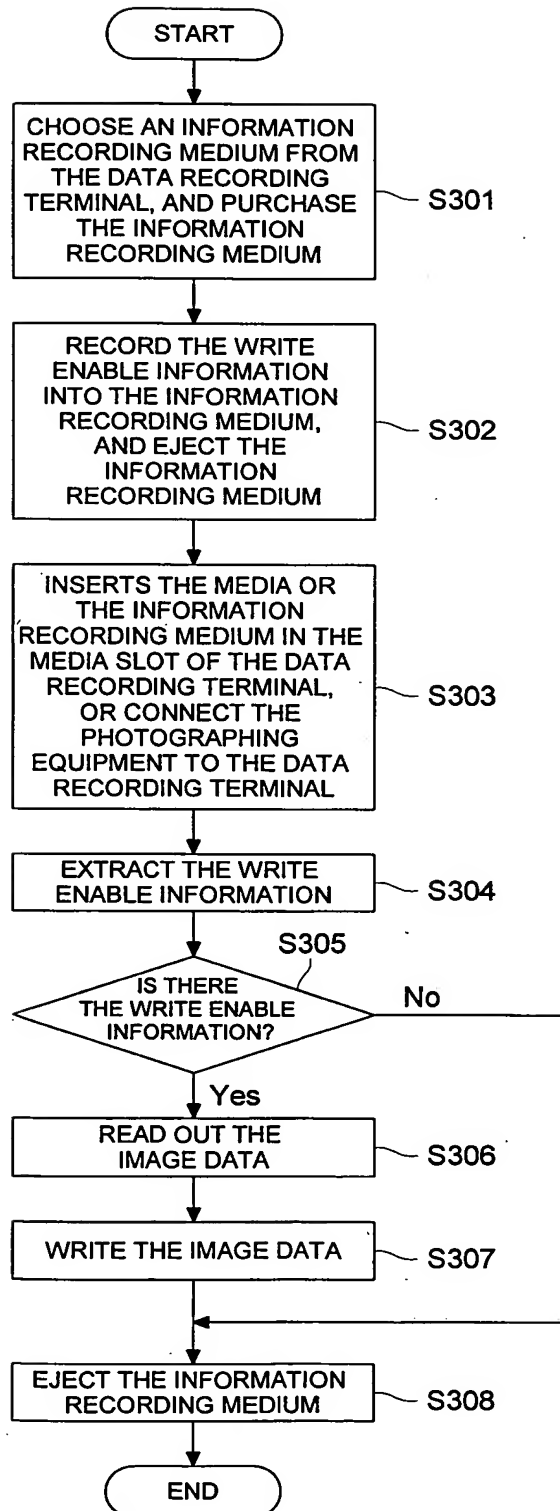 START
CHOOSE AN INFORMATION
RECORDING MEDIUM FROM
THE DATA RECORDING
TERMINAL, AND PURCHASE
THE INFORMATION
RECORDING MEDIUM
S301
RECORD THE WRITE
ENABLE INFORMATION
INTO THE INFORMATION
RECORDING MEDIUM,
AND EJECT THE
INFORMATION
RECORDING MEDIUM
S302
INSERTS THE MEDIA OR
THE INFORMATION
RECORDING MEDIUM IN THE
MEDIA SLOT OF THE DATA
RECORDING TERMINAL,
OR CONNECT THE
PHOTOGRAPHING
EQUIPMENT TO THE DATA
RECORDING TERMINAL
S303
EXTRACT THE WRITE
ENABLE INFORMATION
S304
S305
IS THERE
THE WRITE ENABLE
INFORMATION?
No
Yes
READ OUT THE
IMAGE DATA
S306
WRITE THE IMAGE DATA
S307
EJECT THE INFORMATION
RECORDING MEDIUM
S308
END